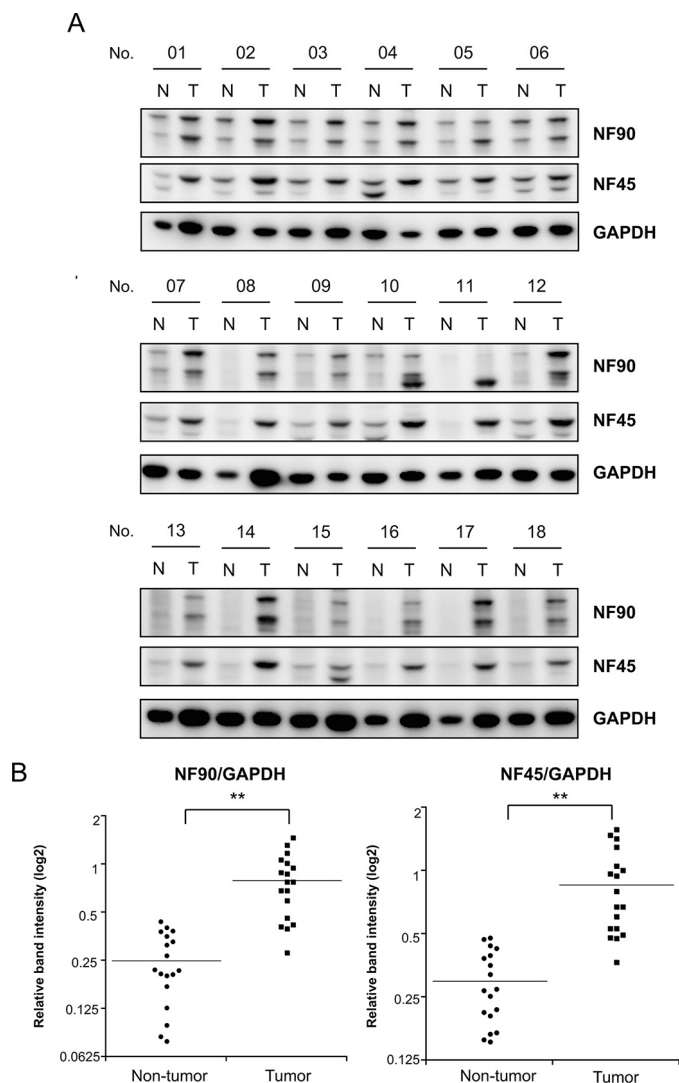 A
No. 01 02 03 04 05 06
N T N T N T N T N T N T
NF90
NF45
GAPDH
No. 07 08 09 10 11 12
N T N T N T N T N T N T
NF90
NF45
GAPDH
No. 13 14 15 16 17 18
N T N T N T N T N T N T
NF90
NF45
GAPDH
B
NF90/GAPDH
**
Relative band intensity (log2)
2
1
0.5
0.25
0.125
0.0625
Non-tumor Tumor
NF45/GAPDH
**
Relative band intensity (log2)
2
1
0.5
0.25
0.125
Non-tumor Tumor